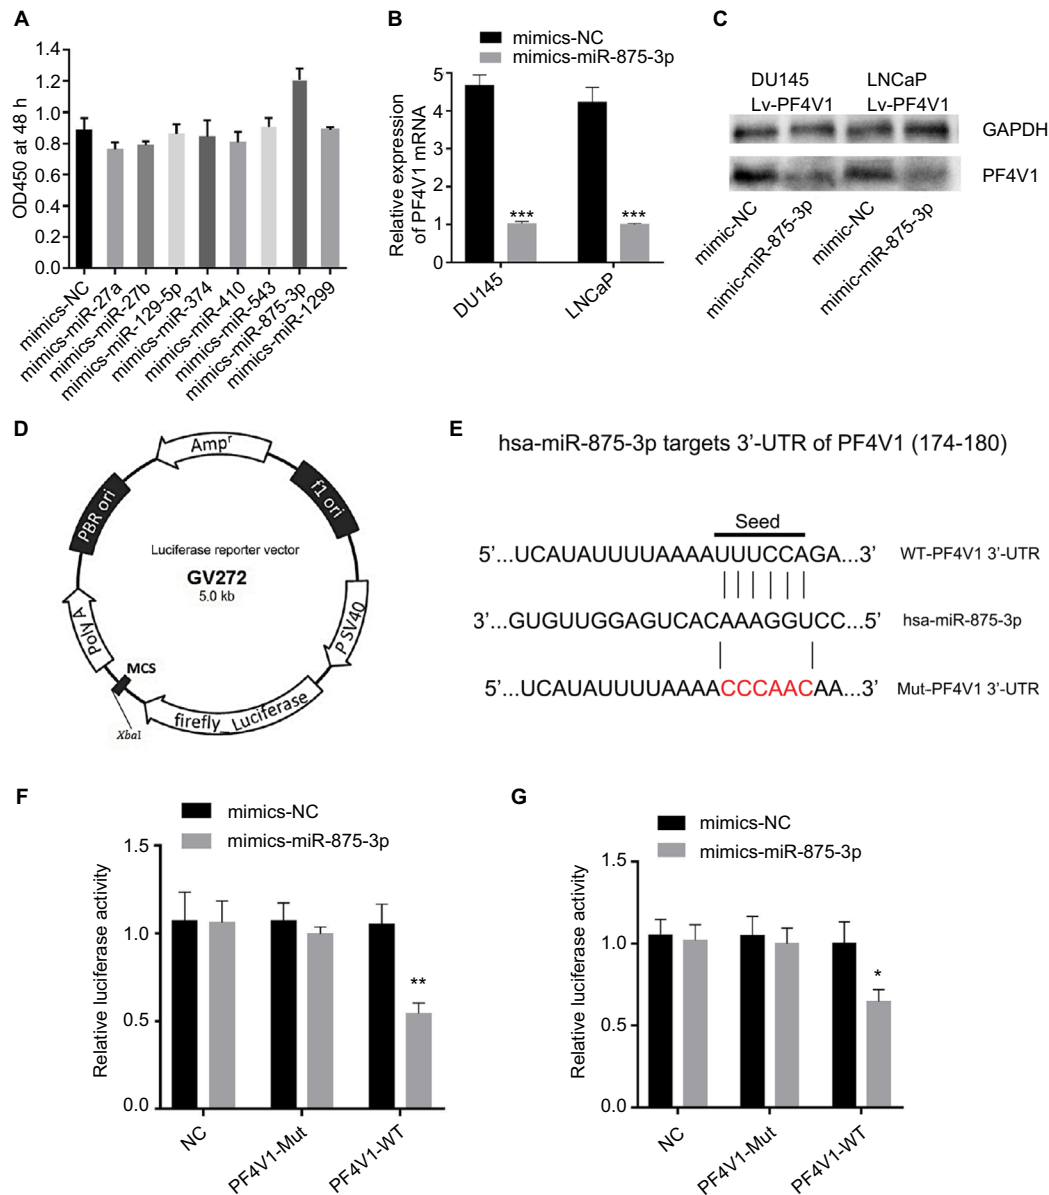 A
OD450 at 48 h
1.4
1.2
1.0
0.8
0.6
0.4
0.2
0.0
mimics-NC
mimics-miR-27a
mimics-miR-27b
mimics-miR-129-5p
mimics-miR-374
mimics-miR-410
mimics-miR-543
mimics-miR-875-3p
mimics-miR-1299
B
mimics-NC
mimics-miR-875-3p
Relative expression
of PF4V1 mRNA
5
4
3
2
1
0
***
***
DU145
LNCaP
C
DU145 LNCaP
Lv-PF4V1 Lv-PF4V1
GAPDH
PF4V1
mimic-NC
mimic-miR-875-3p
mimic-NC
mimic-miR-875-3p
D
Ampr
f1 ori
PBR ori
Luciferase reporter vector
GV272
5.0 kb
P SV40
Poly A
MCS
firefly_Luciferase
XbaI
E
hsa-miR-875-3p targets 3’-UTR of PF4V1 (174-180)
Seed
5’...UCAUAUUUUAAAAUUUCCAGA...3’ WT-PF4V1 3’-UTR
3’...GUGUUGGAGUCACAAAGGUCC...5’ hsa-miR-875-3p
5’...UCAUAUUUUAAAACCCAACAA...3’ Mut-PF4V1 3’-UTR
F
mimics-NC
mimics-miR-875-3p
Relative luciferase activity
1.5
1.0
0.5
0.0
**
NC
PF4V1-Mut
PF4V1-WT
G
mimics-NC
mimics-miR-875-3p
Relative luciferase activity
1.5
1.0
0.5
0.0
*
NC
PF4V1-Mut
PF4V1-WT